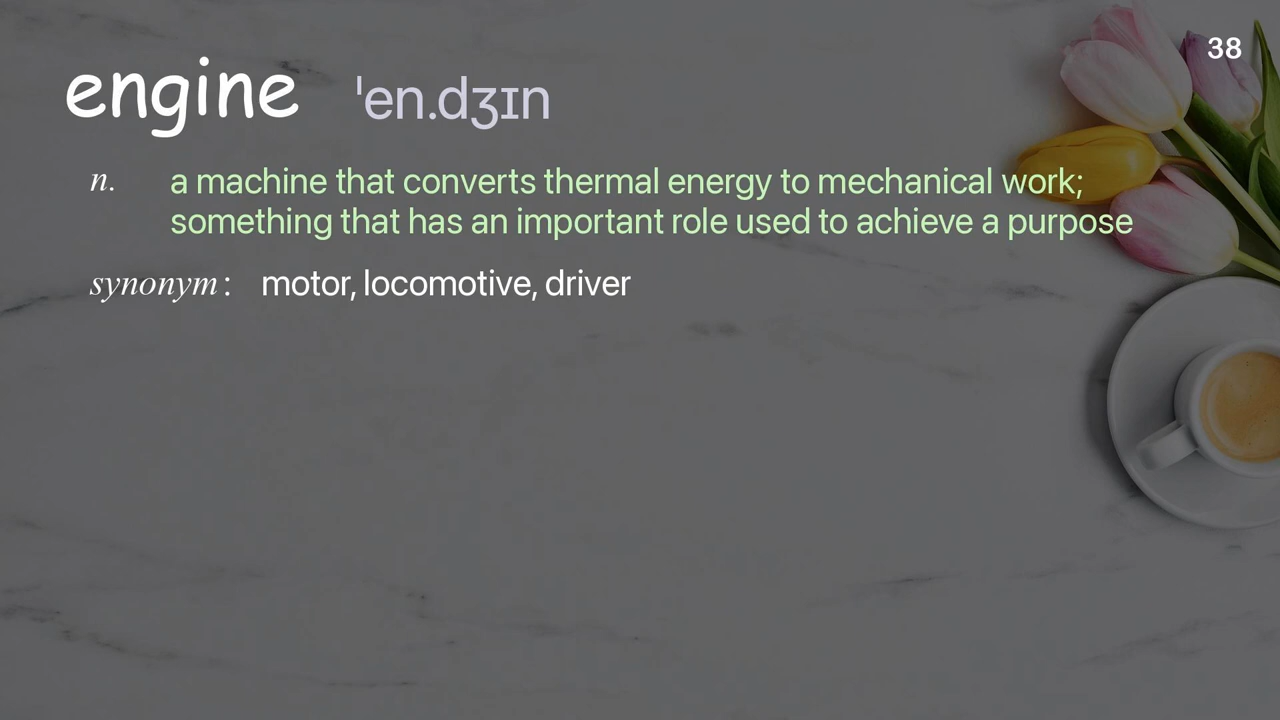 38
engine ˈen.dʒɪn
n. a machine that converts thermal energy to mechanical work;
something that has an important role used to achieve a purpose
synonym : motor, locomotive, driver